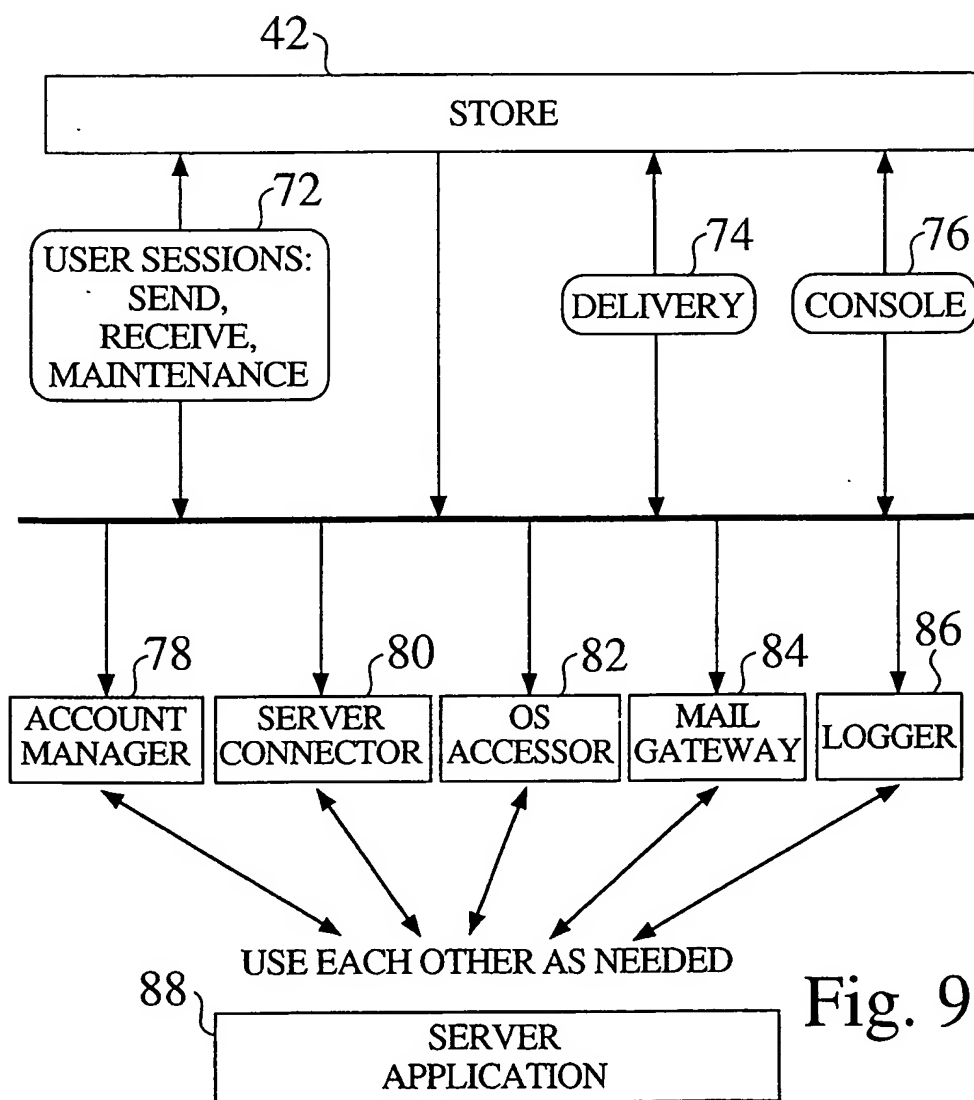 42
STORE
72
USER SESSIONS:
SEND,
RECEIVE,
MAINTENANCE
74
DELIVERY
76
CONSOLE
78
ACCOUNT
MANAGER
80
SERVER
CONNECTOR
82
OS
ACCESSOR
84
MAIL
GATEWAY
86
LOGGER
USE EACH OTHER AS NEEDED
88
SERVER
APPLICATION
Fig. 9